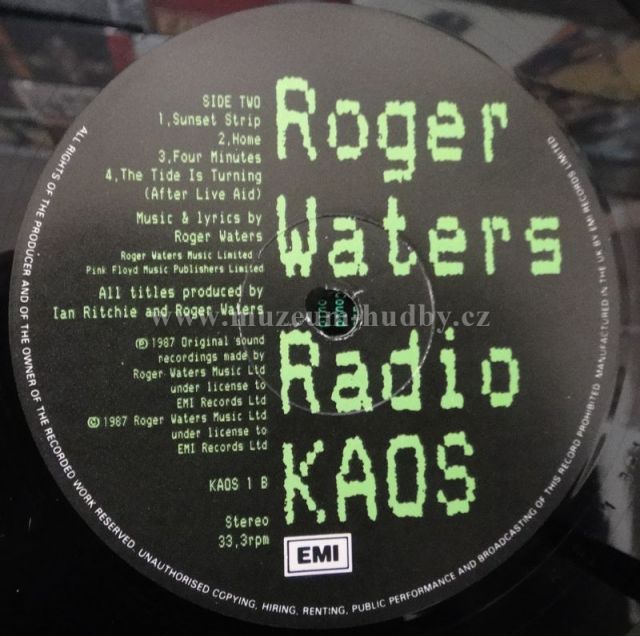 SIDE TWO
1,Sunset Strip
2,Home
3,Four Minutes
4,The Tide Is Turning
(After Live Aid)
Music & lyrics by
Roger Waters
Roger Waters Music Limited
Pink Floyd Music Publishers Limited
All titles produced by
Ian Ritchie and Roger Waters
℗ 1987 Original sound
recordings made by
Roger Waters Music Ltd
under license to
EMI Records Ltd
© 1987 Roger Waters Music Ltd
under license to
EMI Records Ltd
KAOS 1 B
Stereo
33,3rpm
Roger
Waters
Radio
KAOS
EMI
www.muzeum-hudby.cz
ALL RIGHTS OF THE PRODUCER AND OF THE OWNER OF THE RECORDED WORK RESERVED. UNAUTHORISED COPYING, HIRING, RENTING, PUBLIC PERFORMANCE AND BROADCASTING OF THIS RECORD PROHIBITED. MANUFACTURED IN THE UK BY EMI RECORDS LIMITED